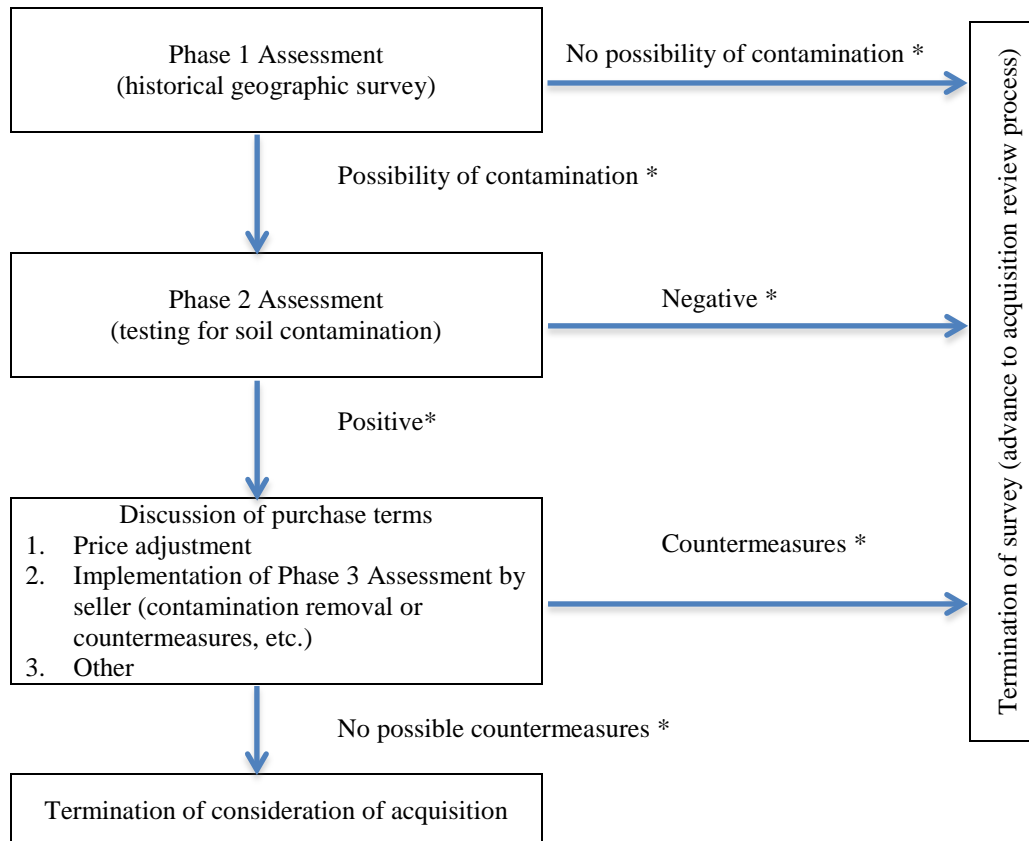 Phase 1 Assessment
(historical geographic survey)
No possibility of contamination *
Possibility of contamination *
Phase 2 Assessment
(testing for soil contamination)
Negative *
Positive*
Discussion of purchase terms
1. Price adjustment
2. Implementation of Phase 3 Assessment by
seller (contamination removal or
countermeasures, etc.)
3. Other
Countermeasures *
No possible countermeasures *
Termination of consideration of acquisition
Termination of survey (advance to acquisition review process)